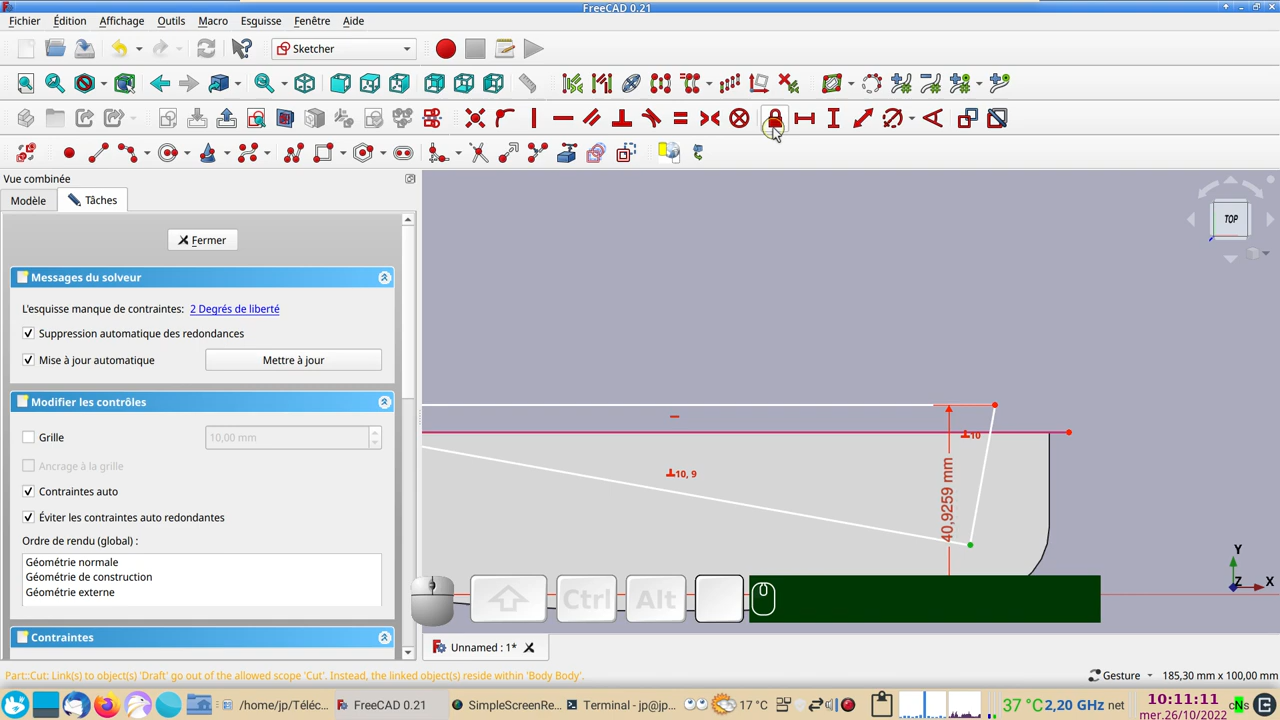 FreeCAD 0.21
Fichier Édition Affichage Outils Macro Esquisse Fenêtre Aide
Sketcher
Vue combinée
Modèle Tâches
TOP
Fermer
Messages du solveur
L'esquisse manque de contraintes: 2 Degrés de liberté
Suppression automatique des redondances
Mise à jour automatique Mettre à jour
Modifier les contrôles
Grille 10,00 mm
Ancrage à la grille
Contraintes auto
Éviter les contraintes auto redondantes
Ordre de rendu (global) :
Géométrie normale
Géométrie de construction
Géométrie externe
Contraintes
10
10, 9
40,9259 mm
Y
Z X
Ctrl Alt
Unnamed : 1*
Part::Cut: Link(s) to object(s) 'Draft' go out of the allowed scope 'Cut'. Instead, the linked object(s) reside within 'Body Body'.
Gesture 185,30 mm x 100,00 mm
/home/jp/Téléc... FreeCAD 0.21 SimpleScreenRe... Terminal - jp@jp... 17 °C 37 °C 2,20 GHz net 10:11:11
mer.26/10/2022